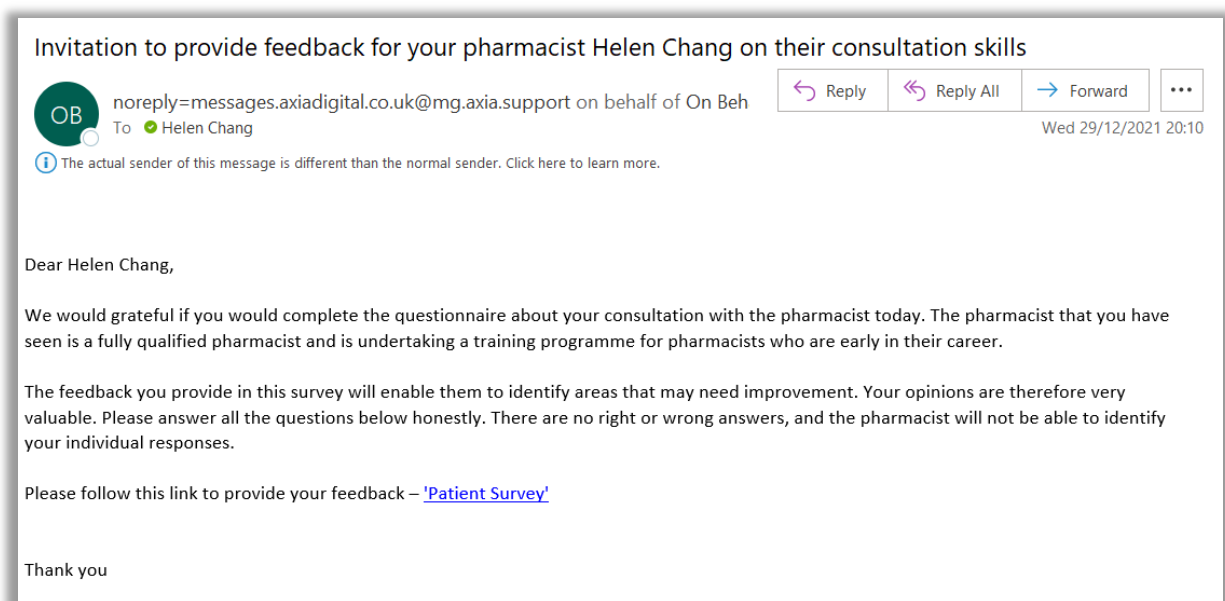 Invitation to provide feedback for your pharmacist Helen Chang on their consultation skills
OB
noreply=messages.axiadigital.co.uk@mg.axia.support on behalf of On Beh
Reply
Reply All
Forward
To Helen Chang
Wed 29/12/2021 20:10
The actual sender of this message is different than the normal sender. Click here to learn more.
Dear Helen Chang,
We would grateful if you would complete the questionnaire about your consultation with the pharmacist today. The pharmacist that you have
seen is a fully qualified pharmacist and is undertaking a training programme for pharmacists who are early in their career.
The feedback you provide in this survey will enable them to identify areas that may need improvement. Your opinions are therefore very
valuable. Please answer all the questions below honestly. There are no right or wrong answers, and the pharmacist will not be able to identify
your individual responses.
Please follow this link to provide your feedback – 'Patient Survey'
Thank you